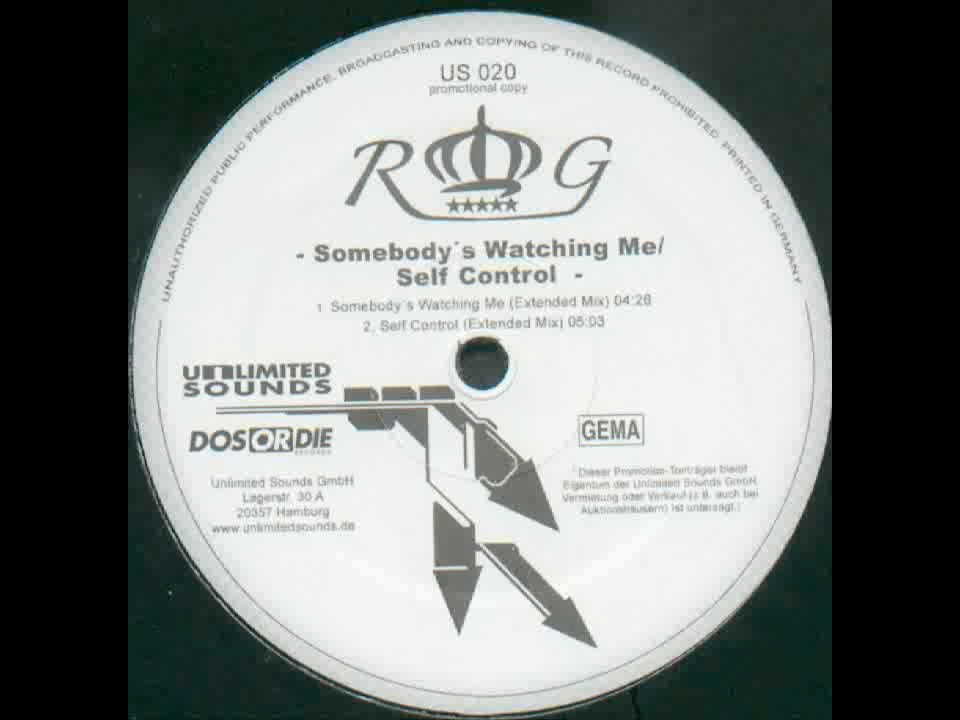 UNAUTHORIZED PUBLIC PERFORMANCE, BROADCASTING AND COPYING OF THIS RECORD PROHIBITED. PRINTED IN GERMANY
US 020
promotional copy
R G
- Somebody´s Watching Me/
Self Control -
1. Somebody´s Watching Me (Extended Mix) 04:26
2. Self Control (Extended Mix) 05:03
UNLIMITED
SOUNDS
DOS OR DIE
RECORDS
Unlimited Sounds GmbH
Lagerstr. 30 A
20357 Hamburg
www.unlimitedsounds.de
GEMA
Dieser Promotion-Tonträger bleibt
Eigentum der Unlimited Sounds GmbH.
Vermietung oder Verkauf (z.B. auch bei
Auktionshäusern) ist untersagt.